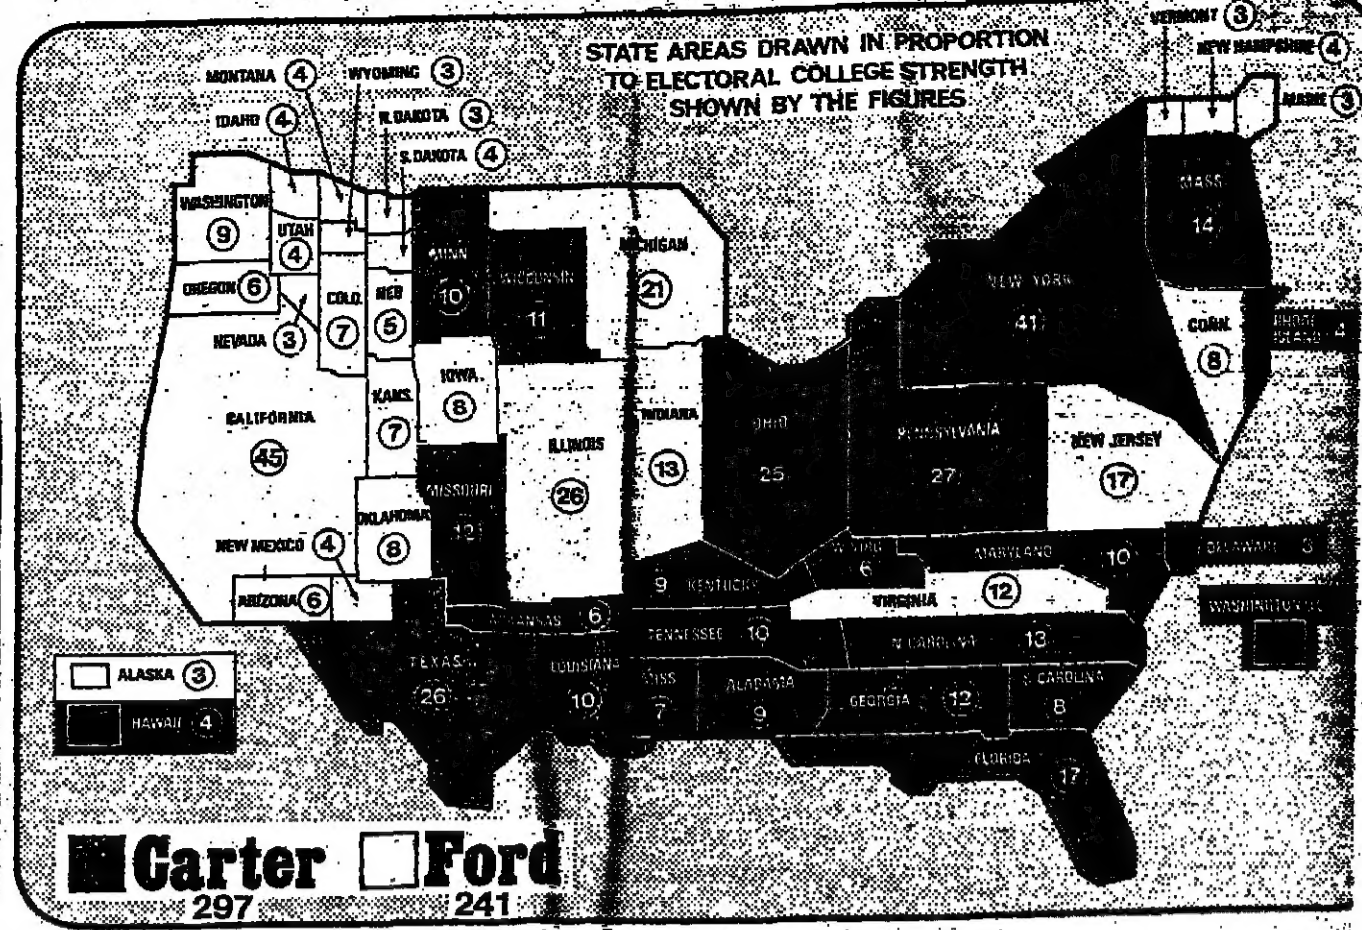 STATE AREAS DRAWN IN PROPORTION
TO ELECTORAL COLLEGE STRENGTH
SHOWN BY THE FIGURES
VERMONT 3
NEW HAMPSHIRE 4
MAINE 3
MONTANA 4
WYOMING 3
IDAHO 4
N. DAKOTA 3
S. DAKOTA 4
WASHINGTON
9
UTAH
4
OREGON 6
NEVADA 3
COLO.
7
NEB
5
MINN
10
WISCONSIN
11
MICHIGAN
21
MASS
14
NEW YORK
41
CONN.
8
RHODE
ISLAND 4
CALIFORNIA
45
KANS.
7
IOWA
8
ILLINOIS
26
INDIANA
13
OHIO
25
PENNSYLVANIA
27
NEW JERSEY
17
MISSOURI
12
OKLAHOMA
8
NEW MEXICO 4
ARIZONA 6
9 KENTUCKY
6
MARYLAND 10
DELAWARE 3
VIRGINIA 12
WASHINGTON
ARKANSAS 6
TENNESSEE 10
N. CAROLINA 13
TEXAS
26
LOUISIANA
10
MISS
7
ALABAMA
9
GEORGIA 12
S. CAROLINA
8
FLORIDA 17
ALASKA 3
HAWAII 4
Carter
297
Ford
241